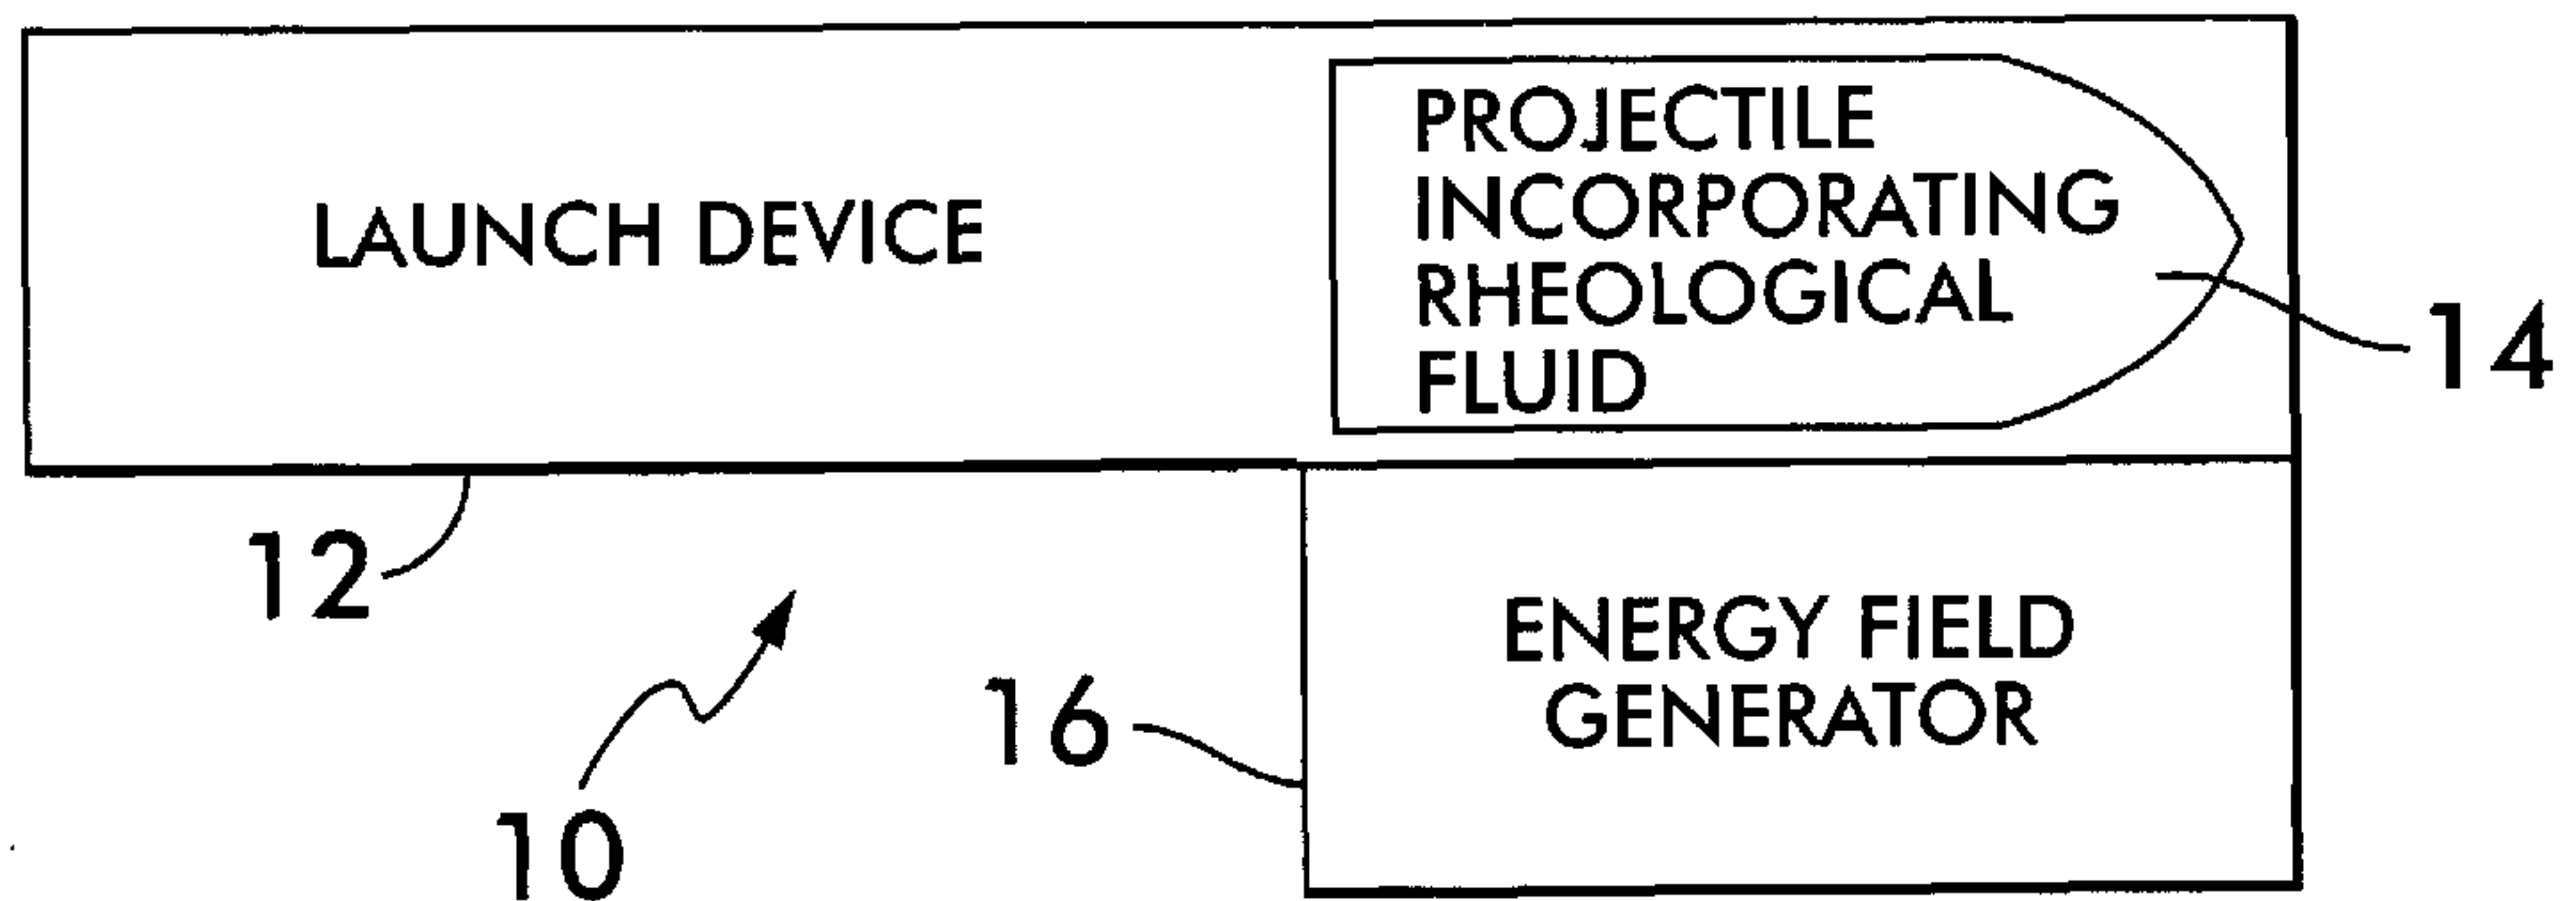 LAUNCH DEVICE
PROJECTILE
INCORPORATING
RHEOLOGICAL
FLUID
14
12
10
16
ENERGY FIELD
GENERATOR